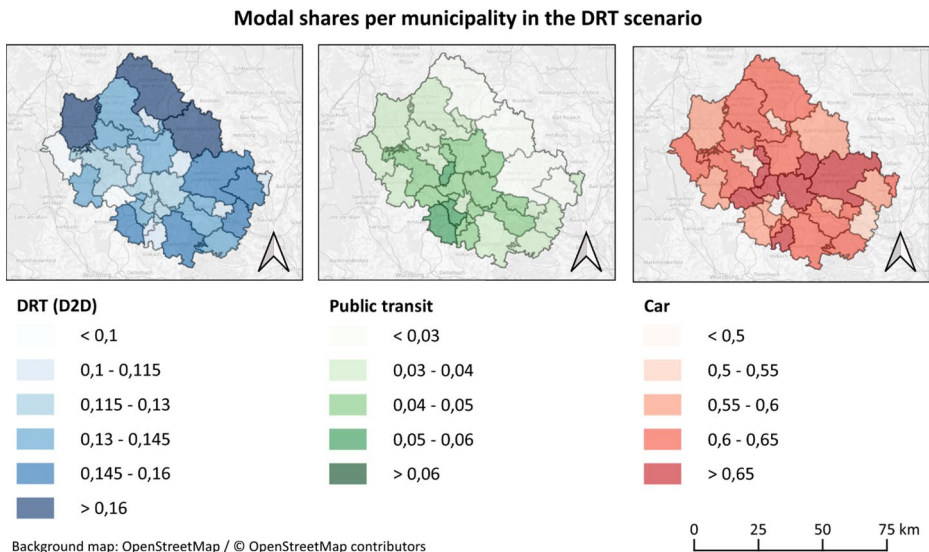 Modal shares per municipality in the DRT scenario
DRT (D2D)
< 0,1
0,1 - 0,115
0,115 - 0,13
0,13 - 0,145
0,145 - 0,16
> 0,16
Public transit
< 0,03
0,03 - 0,04
0,04 - 0,05
0,05 - 0,06
> 0,06
Car
< 0,5
0,5 - 0,55
0,55 - 0,6
0,6 - 0,65
> 0,65
0 25 50 75 km
Background map: OpenStreetMap / © OpenStreetMap contributors